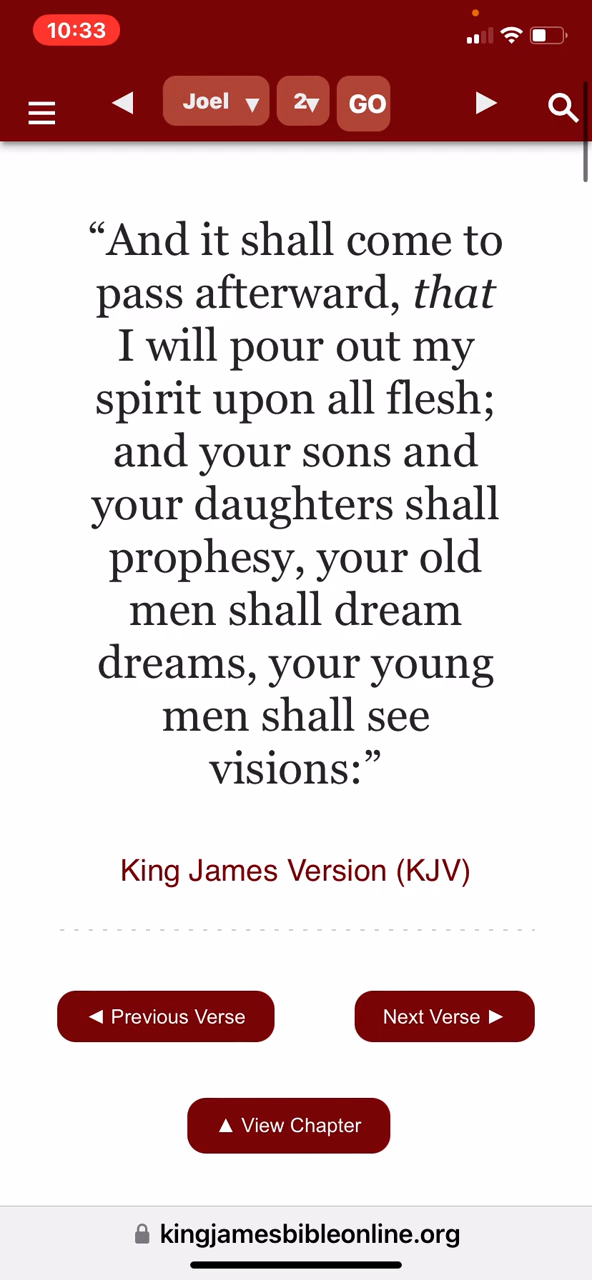 10:33
Joel ▼ 2▼ GO
“And it shall come to
pass afterward, that
I will pour out my
spirit upon all flesh;
and your sons and
your daughters shall
prophesy, your old
men shall dream
dreams, your young
men shall see
visions:”
King James Version (KJV)
◄ Previous Verse
Next Verse ►
▲ View Chapter
kingjamesbibleonline.org